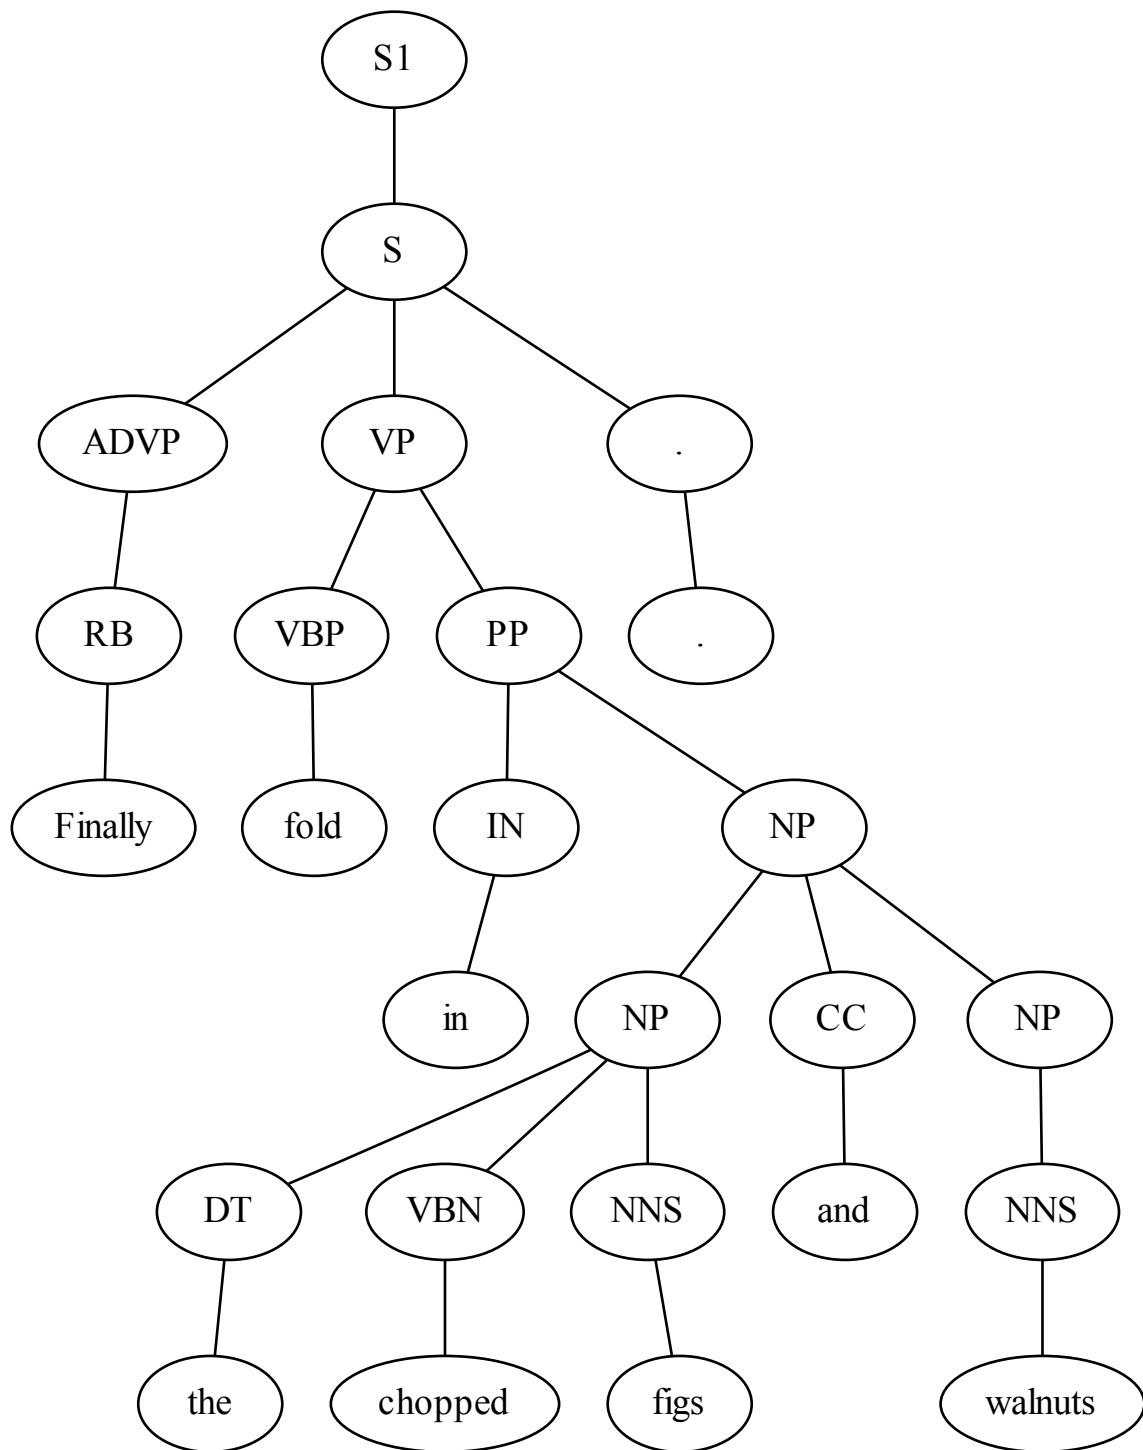 S1
S
ADVP VP .
RB VBP PP .
Finally fold IN NP
in NP CC NP
DT VBN NNS and NNS
the chopped figs walnuts